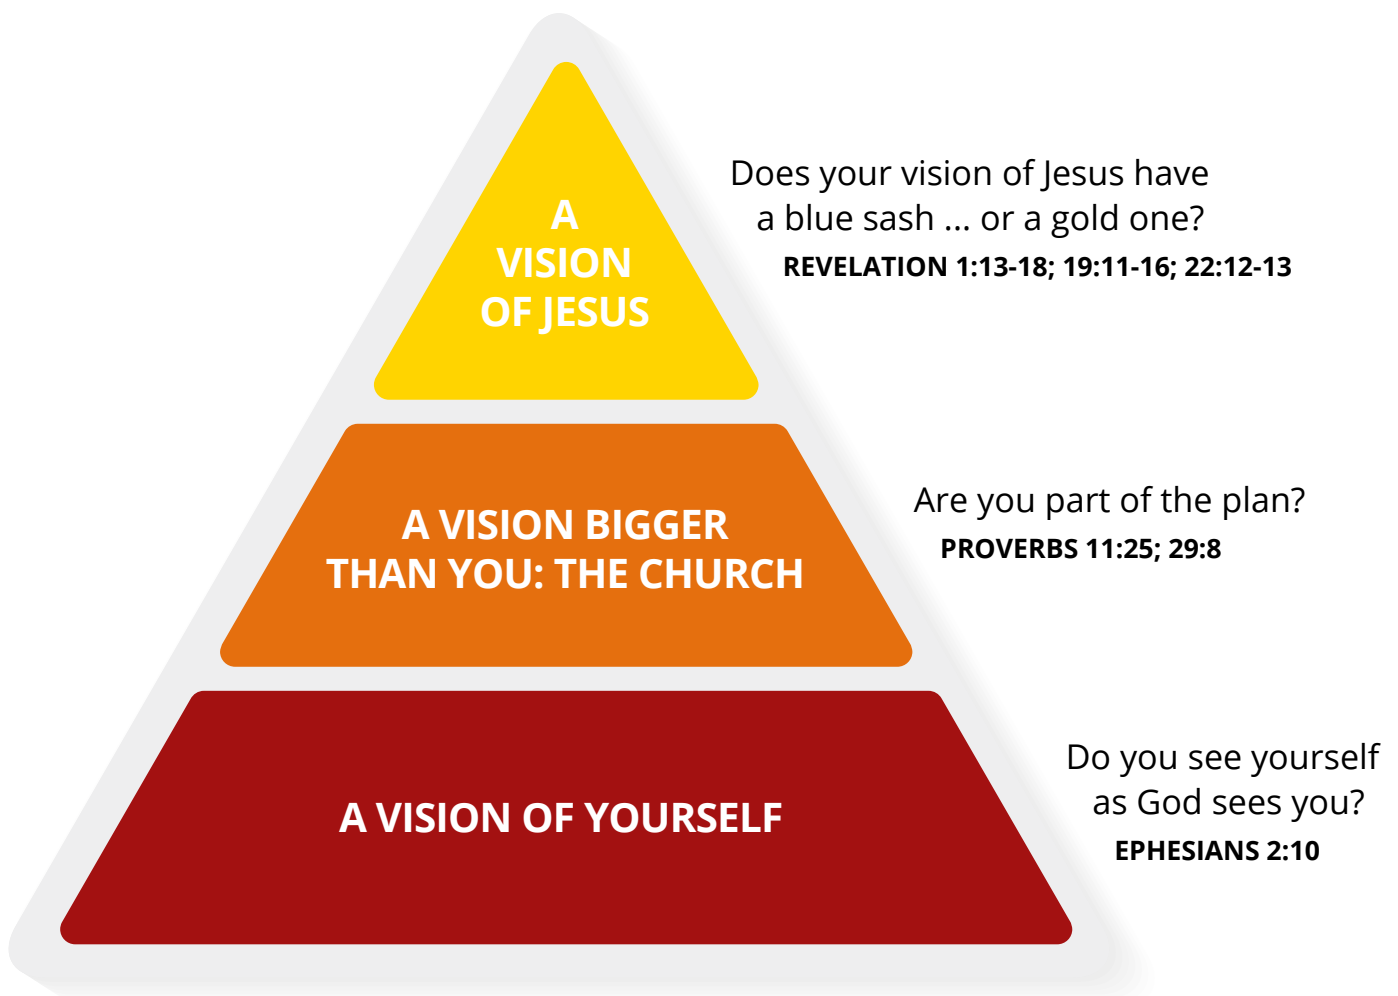 A
VISION
OF JESUS
Does your vision of Jesus have
a blue sash ... or a gold one?
REVELATION 1:13-18; 19:11-16; 22:12-13
A VISION BIGGER
THAN YOU: THE CHURCH
Are you part of the plan?
PROVERBS 11:25; 29:8
A VISION OF YOURSELF
Do you see yourself
as God sees you?
EPHESIANS 2:10